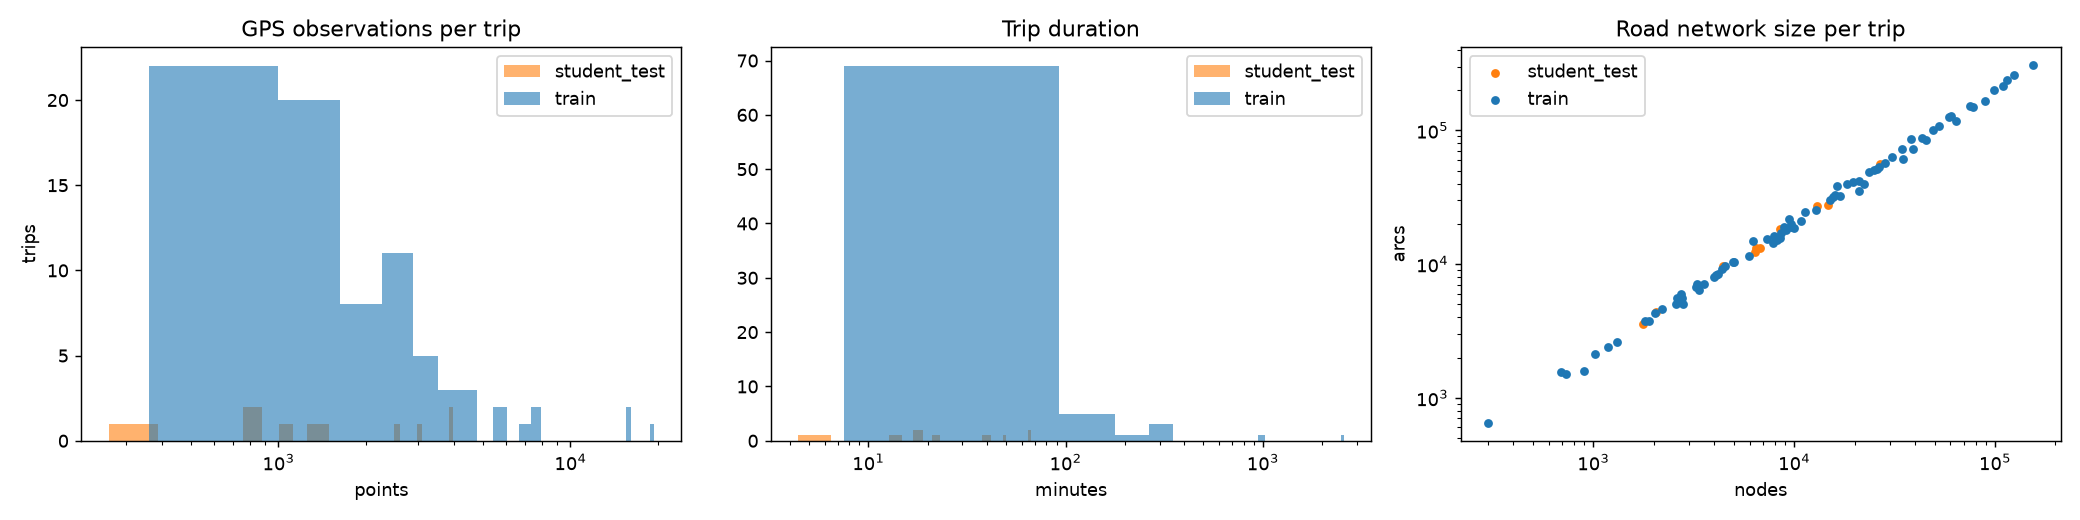 GPS observations per trip
student_test
train
20
15
10
5
0
trips
10³
10⁴
points
Trip duration
student_test
train
70
60
50
40
30
20
10
0
10¹
10²
10³
minutes
Road network size per trip
student_test
train
10⁵
10⁴
10³
arcs
10³
10⁴
10⁵
nodes